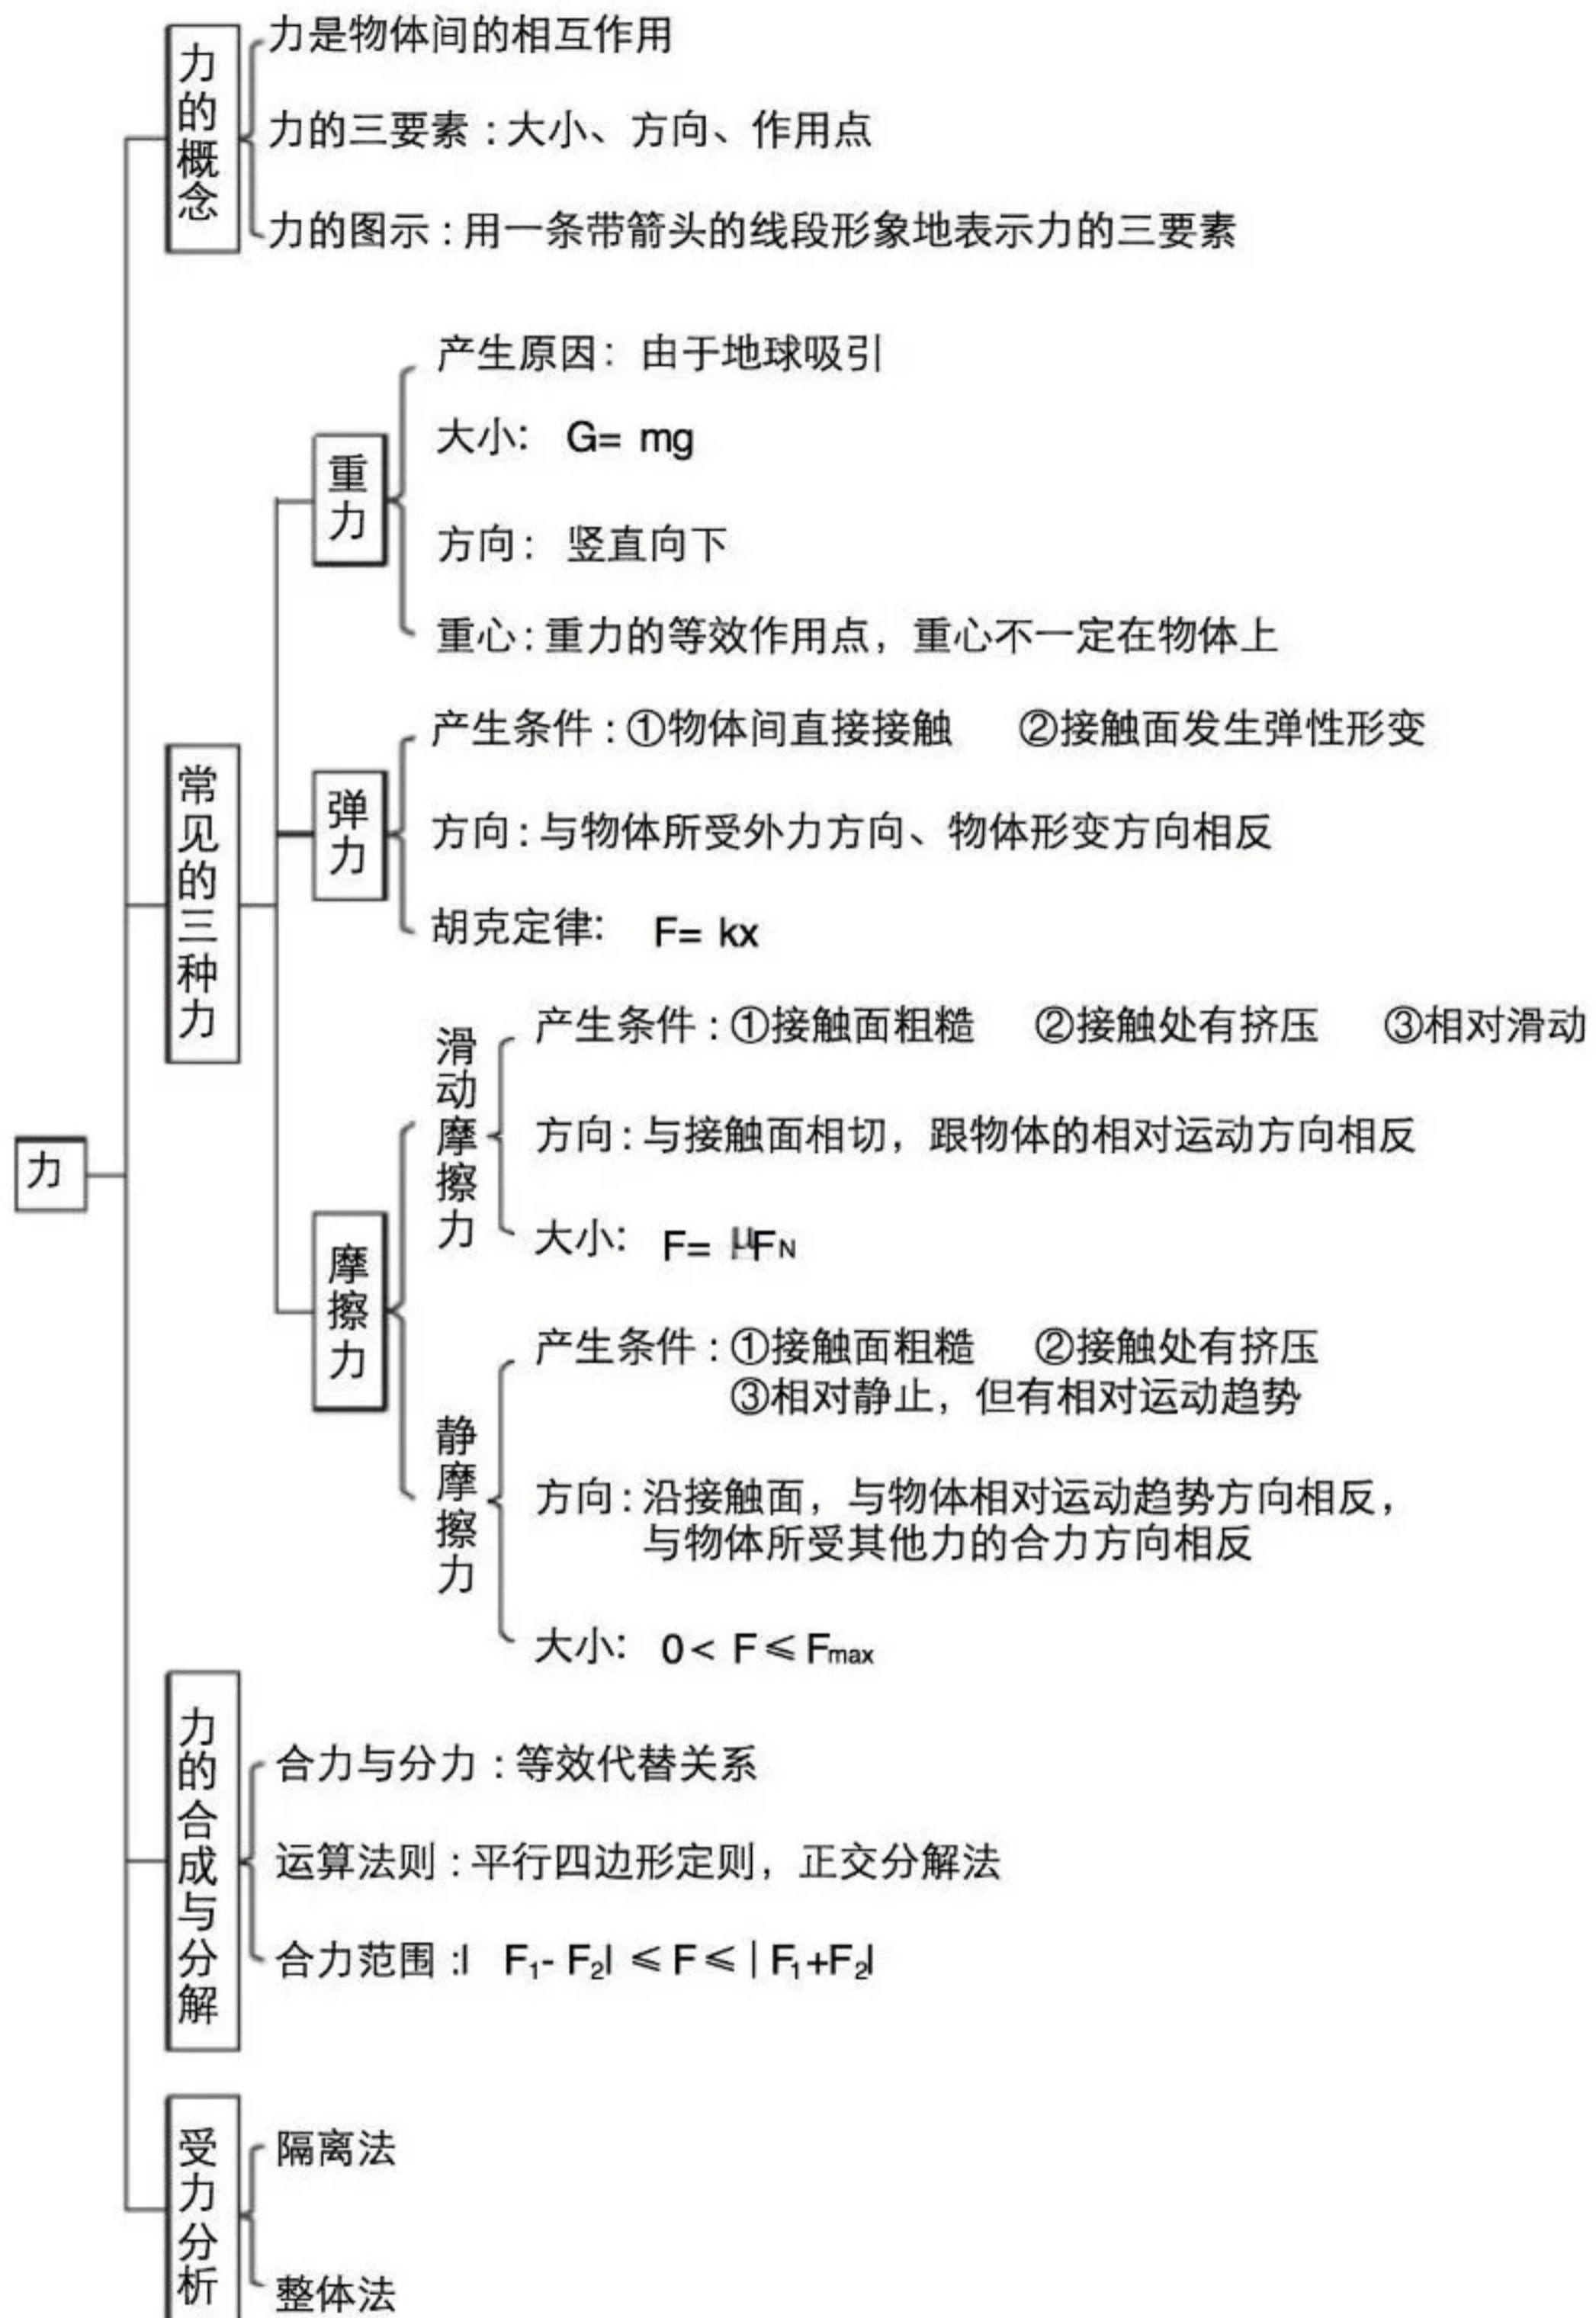 力
力的概念
力是物体间的相互作用
力的三要素:大小、方向、作用点
力的图示:用一条带箭头的线段形象地表示力的三要素
常见的三种力
重力
产生原因: 由于地球吸引
大小: G= mg
方向: 竖直向下
重心:重力的等效作用点，重心不一定在物体上
弹力
产生条件:①物体间直接接触 ②接触面发生弹性形变
方向:与物体所受外力方向、物体形变方向相反
胡克定律: F= kx
摩擦力
滑动摩擦力
产生条件:①接触面粗糙 ②接触处有挤压 ③相对滑动
方向:与接触面相切，跟物体的相对运动方向相反
大小: F= μFN
静摩擦力
产生条件:①接触面粗糙 ②接触处有挤压
③相对静止，但有相对运动趋势
方向:沿接触面，与物体相对运动趋势方向相反，
与物体所受其他力的合力方向相反
大小: 0< F≤Fmax
力的合成与分解
合力与分力:等效代替关系
运算法则:平行四边形定则，正交分解法
合力范围:| F₁- F₂| ≤F≤| F₁+F₂|
受力分析
隔离法
整体法